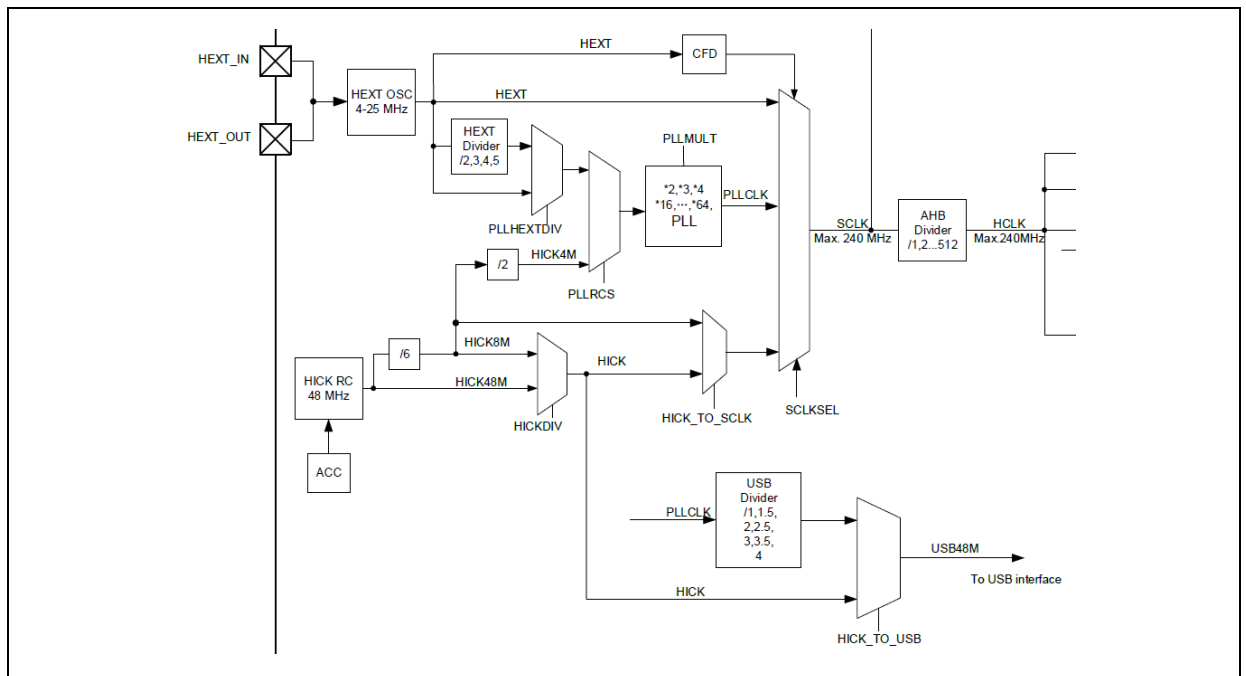 HEXT
CFD
HEXT_IN
HEXT OSC
4-25 MHz
HEXT
HEXT_OUT
HEXT
Divider
/2,3,4,5
PLLMULT
*2,*3,*4
*16,···,*64,
PLL
PLLCLK
PLLHEXTDIV
SCLK
Max. 240 MHz
AHB
Divider
/1,2...512
HCLK
Max.240MHz
/2
HICK4M
PLLRCS
/6
HICK8M
HICK
HICK RC
48 MHz
HICK48M
HICKDIV
HICK_TO_SCLK
SCLKSEL
ACC
PLLCLK
USB
Divider
/1,1.5,
2,2.5,
3,3.5,
4
USB48M
To USB interface
HICK
HICK_TO_USB